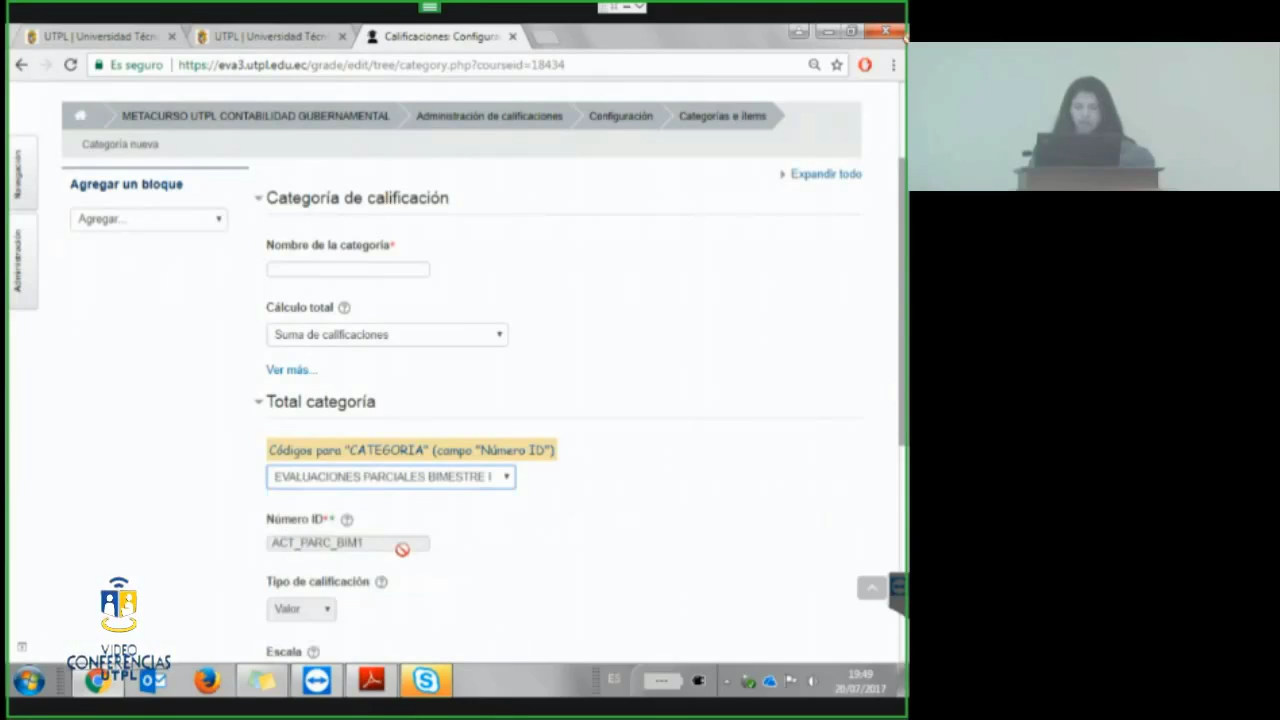 UTPL | Universidad Técn
UTPL | Universidad Técn
Calificaciones: Configura
Es seguro
https://eva3.utpl.edu.ec/grade/edit/tree/category.php?courseid=18434
METACURSO UTPL CONTABILIDAD GUBERNAMENTAL
Administración de calificaciones
Configuración
Categorías e ítems
Categoría nueva
Navegación
Administración
Agregar un bloque
Agregar...
Expandir todo
Categoría de calificación
Nombre de la categoría*
Cálculo total
Suma de calificaciones
Ver más...
Total categoría
Códigos para "CATEGORIA" (campo "Número ID")
EVALUACIONES PARCIALES BIMESTRE I
Número ID**
ACT_PARC_BIM1
Tipo de calificación
Valor
Escala
VIDEO
CONFERENCIAS
UTPL
ES
19:49
20/07/2017